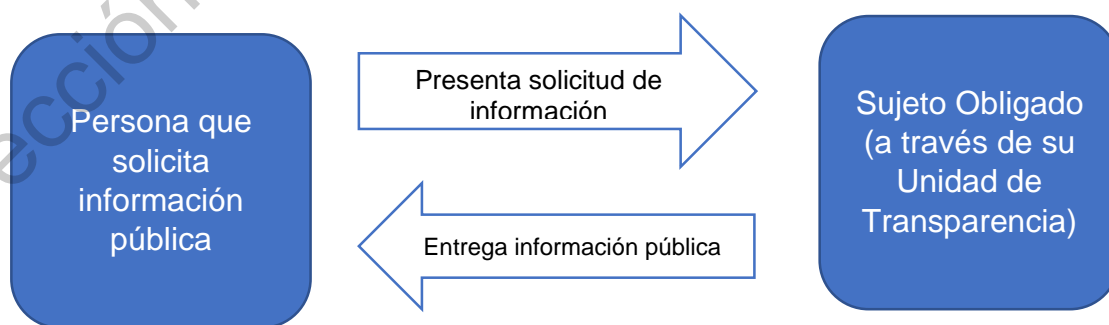 Persona que
solicita
información
pública
Presenta solicitud de
información
Entrega información pública
Sujeto Obligado
(a través de su
Unidad de
Transparencia)